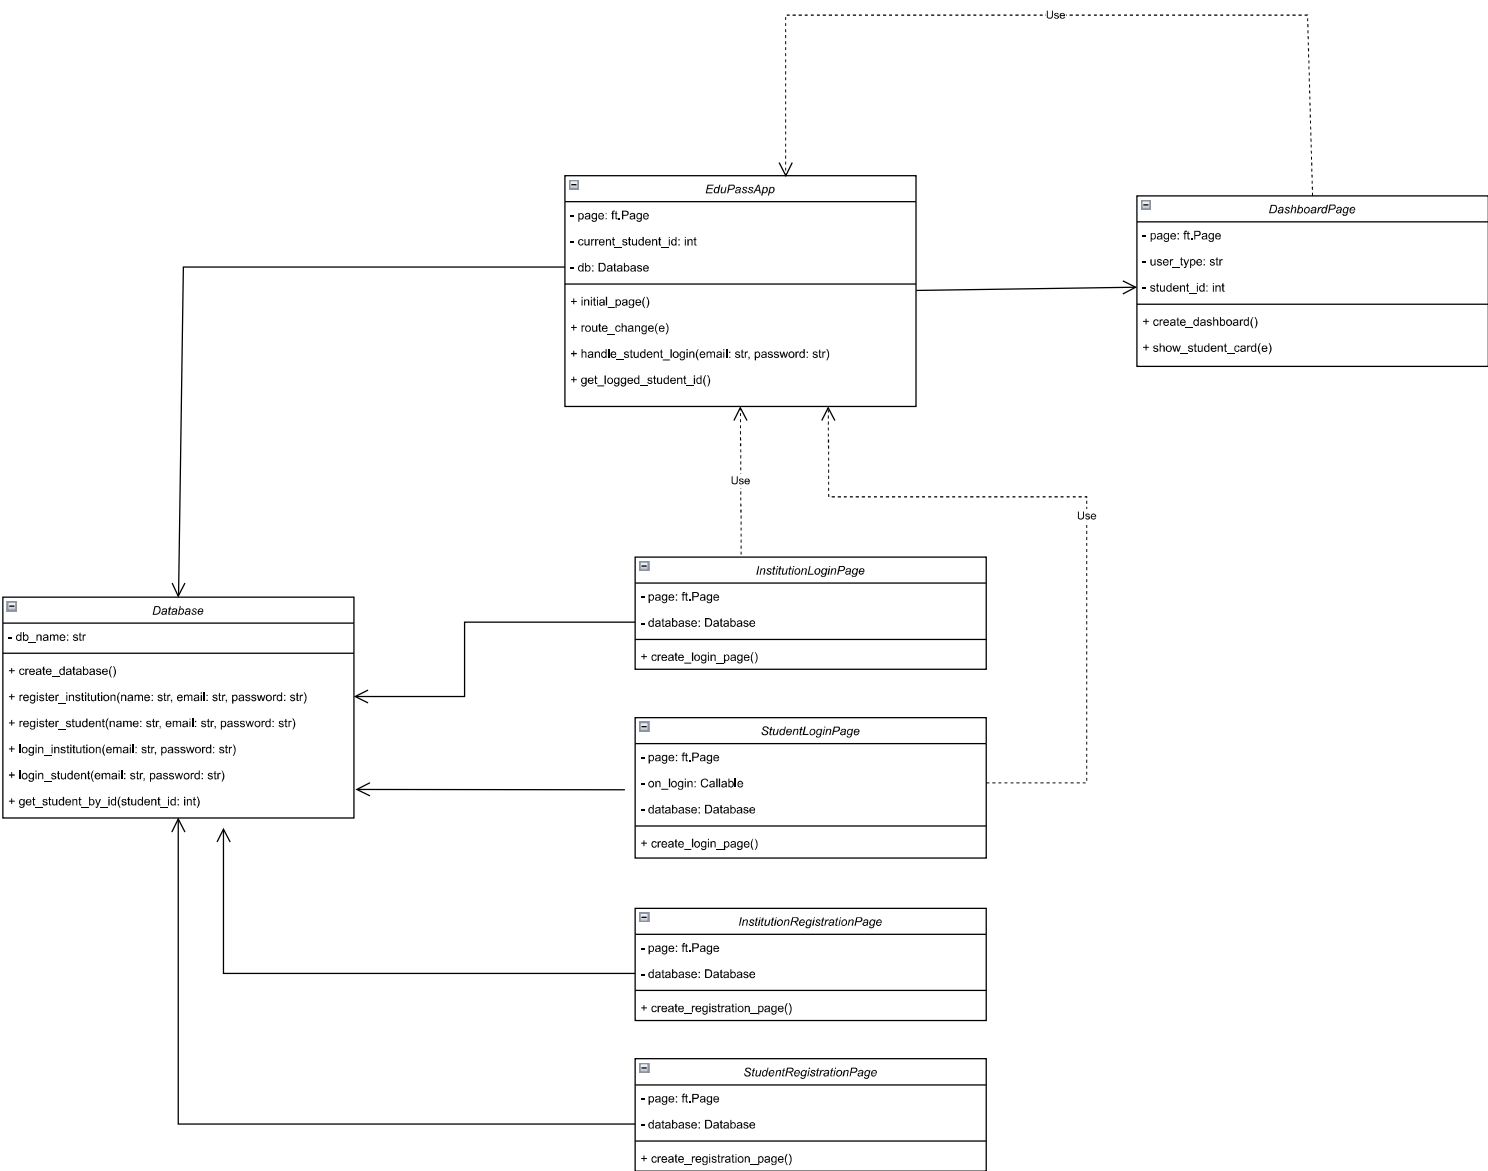 Use
EduPassApp
- page: ft.Page
- current_student_id: int
- db: Database
+ initial_page()
+ route_change(e)
+ handle_student_login(email: str, password: str)
+ get_logged_student_id()
DashboardPage
- page: ft.Page
- user_type: str
- student_id: int
+ create_dashboard()
+ show_student_card(e)
Use
Use
InstitutionLoginPage
- page: ft.Page
- database: Database
+ create_login_page()
Database
- db_name: str
+ create_database()
+ register_institution(name: str, email: str, password: str)
+ register_student(name: str, email: str, password: str)
+ login_institution(email: str, password: str)
+ login_student(email: str, password: str)
+ get_student_by_id(student_id: int)
StudentLoginPage
- page: ft.Page
- on_login: Callable
- database: Database
+ create_login_page()
InstitutionRegistrationPage
- page: ft.Page
- database: Database
+ create_registration_page()
StudentRegistrationPage
- page: ft.Page
- database: Database
+ create_registration_page()